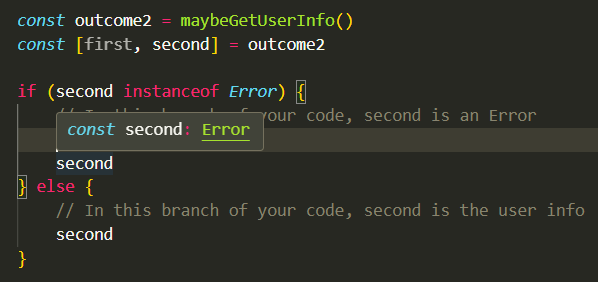 const outcome2 = maybeGetUserInfo()
const [first, second] = outcome2
if (second instanceof Error) {
// your code, second is an Error
const second: Error
second
} else {
// In this branch of your code, second is the user info
second
}